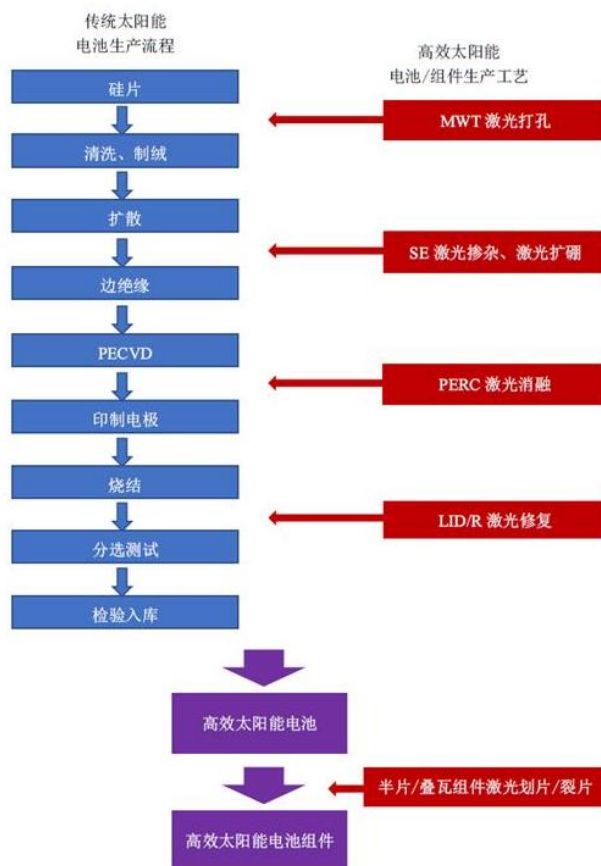 传统太阳能
电池生产流程
高效太阳能
电池/组件生产工艺
硅片
MWT 激光打孔
清洗、制绒
扩散
SE 激光掺杂、激光扩硼
边绝缘
PECVD
PERC 激光消融
印制电极
烧结
LID/R 激光修复
分选测试
检验入库
高效太阳能电池
半片/叠瓦组件激光划片/裂片
高效太阳能电池组件